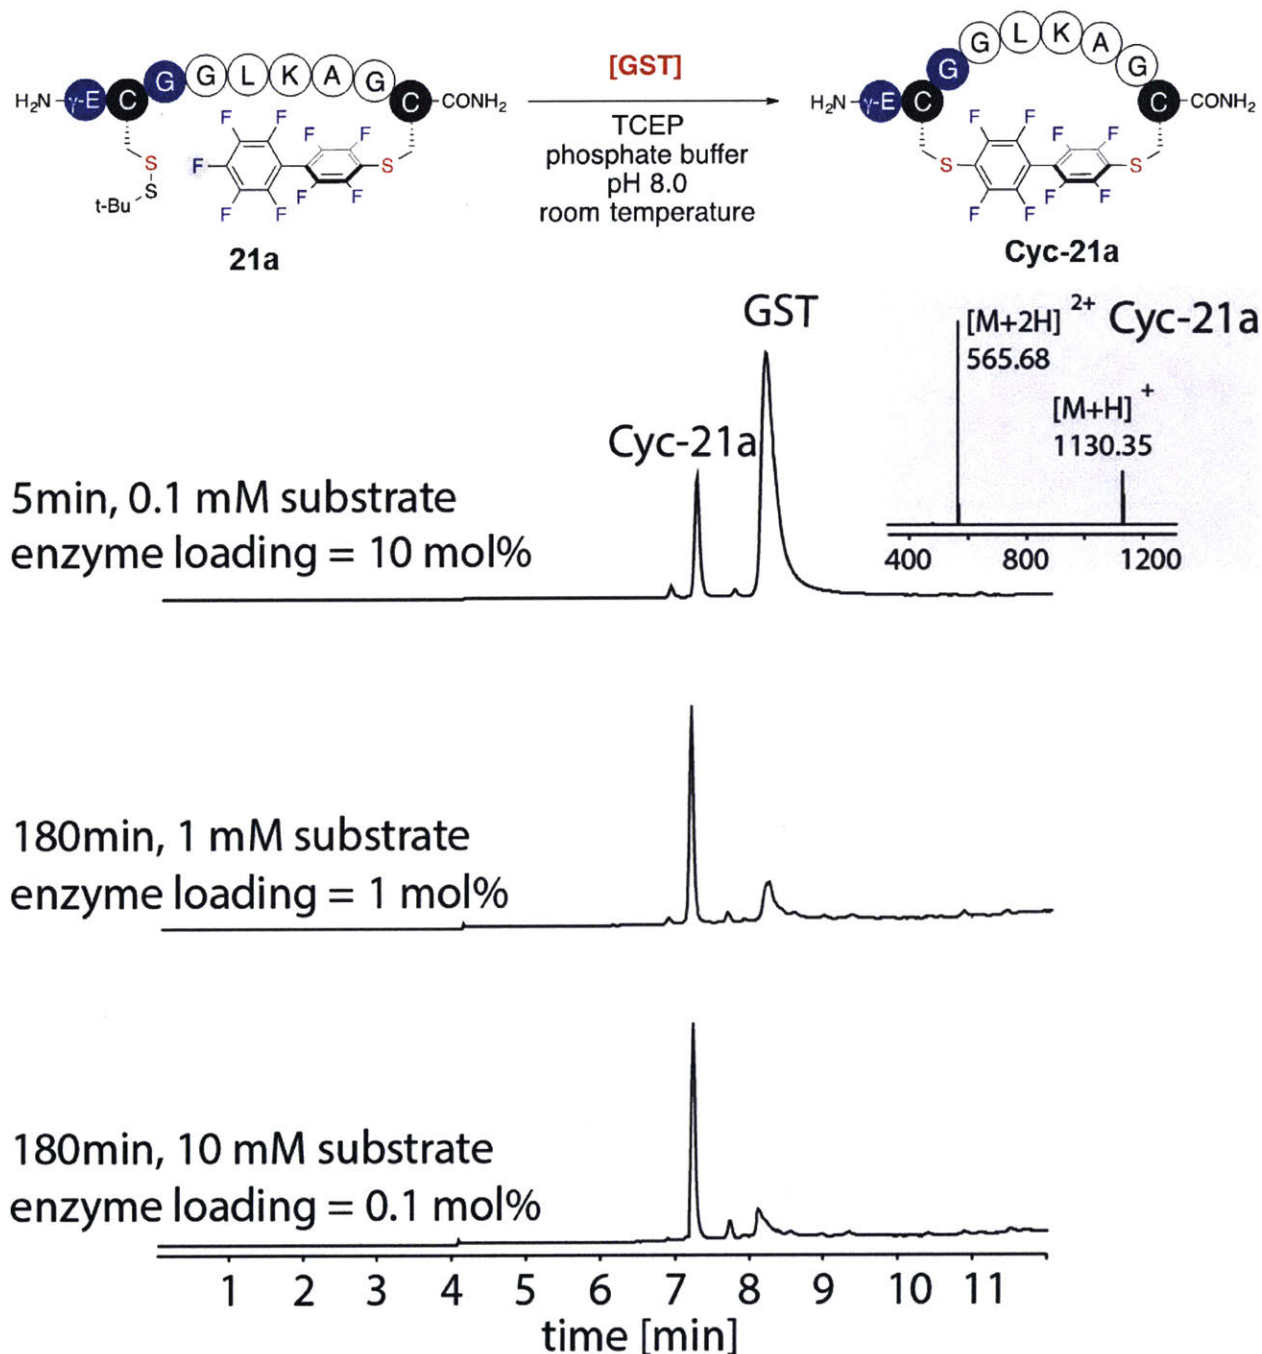 [GST]
H₂N γ-E C G G L K A G C CONH₂
TCEP
phosphate buffer
pH 8.0
room temperature
F F F F F F F F F
S
S
t-Bu
S
21a
H₂N γ-E C G G L K A G C CONH₂
S F F F F F F F F S
Cyc-21a
GST
[M+2H] 2+ Cyc-21a
565.68
[M+H] +
1130.35
400 800 1200
Cyc-21a
5min, 0.1 mM substrate
enzyme loading = 10 mol%
180min, 1 mM substrate
enzyme loading = 1 mol%
180min, 10 mM substrate
enzyme loading = 0.1 mol%
1 2 3 4 5 6 7 8 9 10 11
time [min]